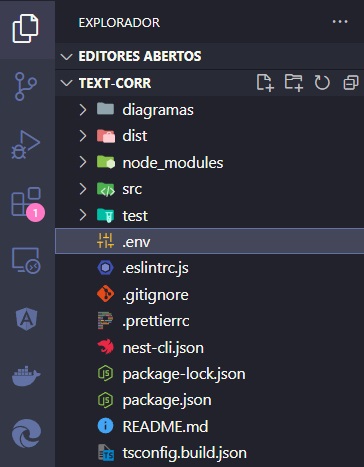 EXPLORADOR
EDITORES ABERTOS
TEXT-CORR
diagramas
dist
node_modules
src
test
.env
.eslintrc.js
.gitignore
.prettierrc
nest-cli.json
package-lock.json
package.json
README.md
tsconfig.build.json
1